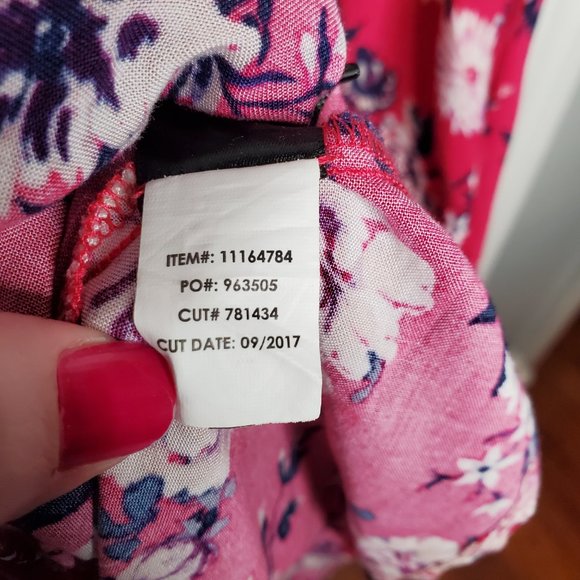 ITEM#: 11164784
PO#: 963505
CUT# 781434
CUT DATE: 09/2017